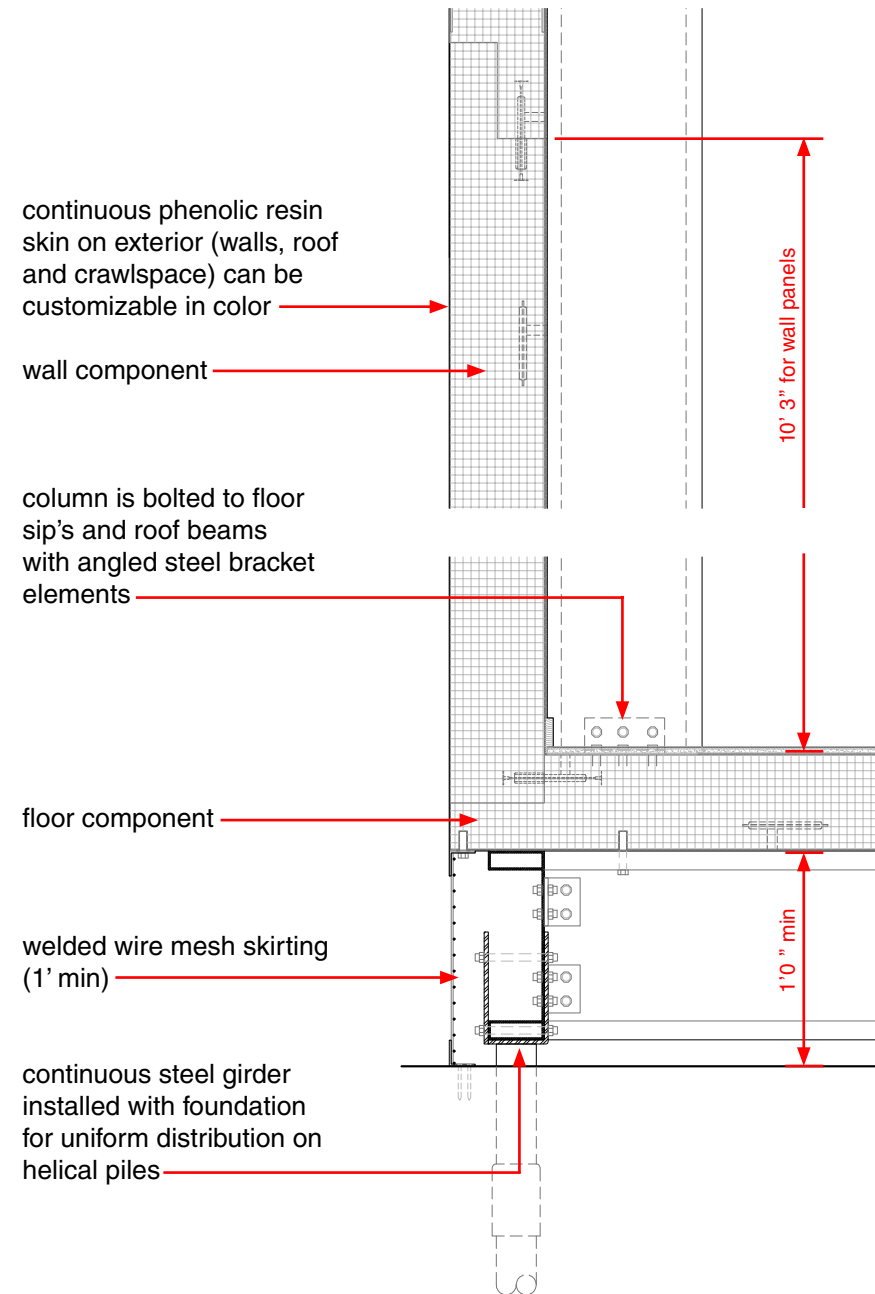 continuous phenolic resin
skin on exterior (walls, roof
and crawlspace) can be
customizable in color
wall component
10’ 3” for wall panels
column is bolted to floor
sip’s and roof beams
with angled steel bracket
elements
floor component
welded wire mesh skirting
(1’ min)
1’0 ” min
continuous steel girder
installed with foundation
for uniform distribution on
helical piles